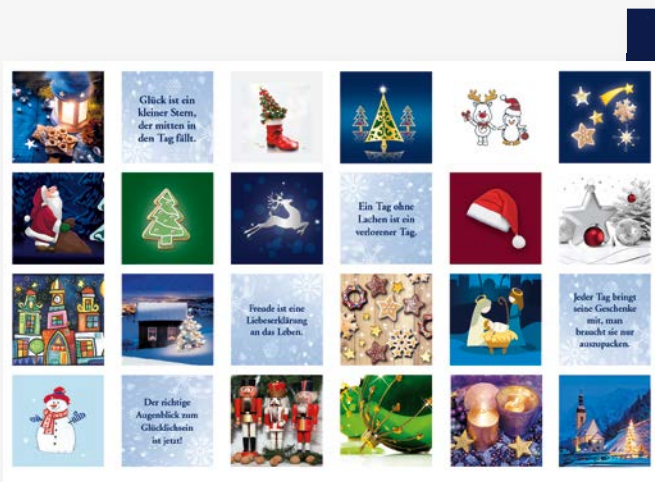 Glück ist ein
kleiner Stern,
der mitten in
den Tag fällt.
Ein Tag ohne
Lachen ist ein
verlorener Tag.
Freude ist eine
Liebeserklärung
an das Leben.
Jeder Tag bringt
seine Geschenke
mit, man
braucht sie nur
auszupacken.
Der richtige
Augenblick zum
Glücklichsein
ist jetzt!